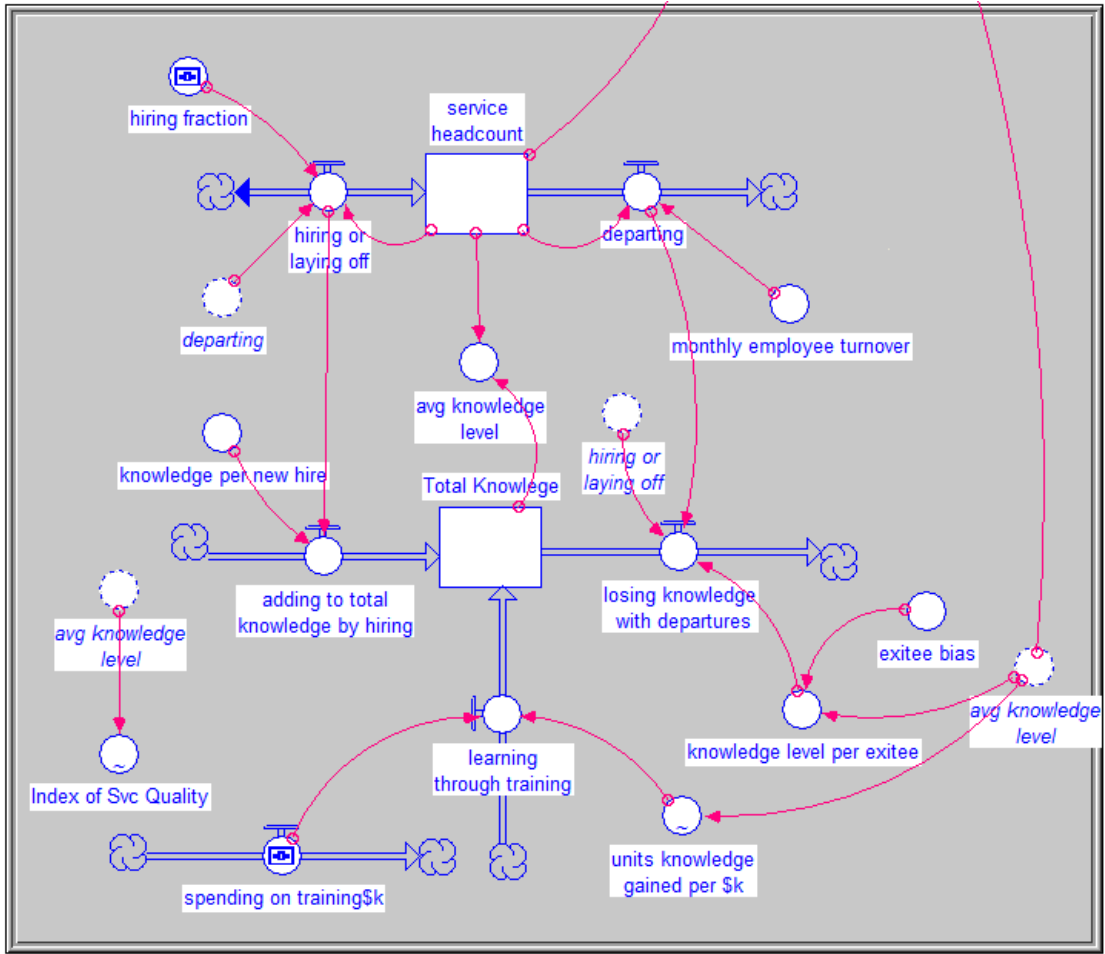 hiring fraction
service
headcount
hiring or
laying off
departing
departing
monthly employee turnover
avg knowledge
level
hiring or
laying off
knowledge per new hire
Total Knowlege
adding to total
knowledge by hiring
losing knowledge
with departures
avg knowledge
level
exitee bias
avg knowledge
level
knowledge level per exitee
learning
through training
Index of Svc Quality
~
~
units knowledge
gained per $k
spending on training$k